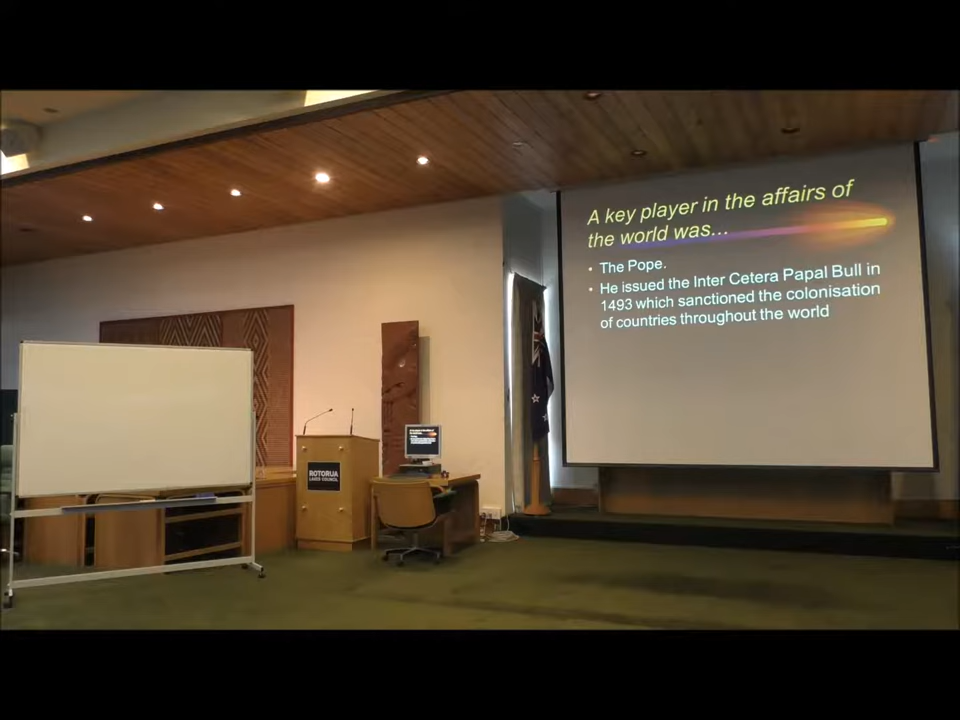 A key player in the affairs of
the world was…
• The Pope.
• He issued the Inter Cetera Papal Bull in
1493 which sanctioned the colonisation
of countries throughout the world
ROTORUA
LAKES COUNCIL